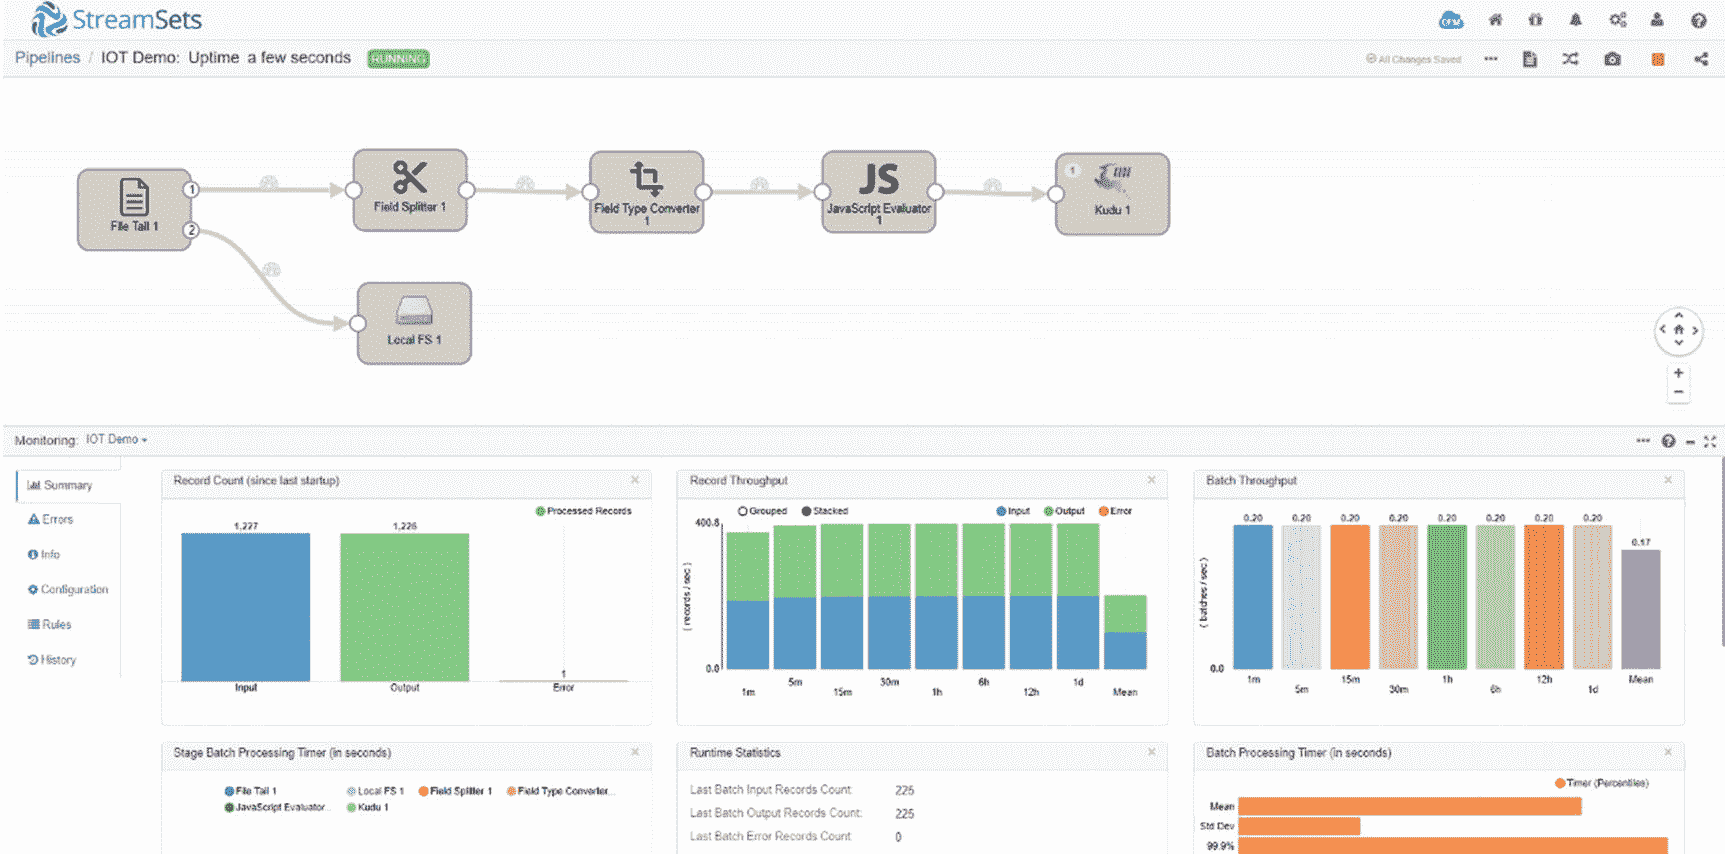 StreamSets
Pipelines / IOT Demo: Uptime a few seconds RUNNING
All Changes Saved
File Tail 1
1
2
Field Splitter 1
Field Type Converter
1
JS
JavaScript Evaluator
1
1
Kudu 1
Local FS 1
Monitoring: IOT Demo
Summary
Errors
Info
Configuration
Rules
History
Record Count (since last startup)
Processed Records
1,227
1,226
1
Input Output Error
Record Throughput
Grouped Stacked Input Output Error
400.8
( records / sec )
0.0
1m 5m 15m 30m 1h 6h 12h 1d Mean
Batch Throughput
0.20 0.20 0.20 0.20 0.20 0.20 0.20 0.20 0.17
( batches / sec )
0.0
1m 5m 15m 30m 1h 6h 12h 1d Mean
Stage Batch Processing Timer (in seconds)
File Tail 1 Local FS 1 Field Splitter 1 Field Type Converter...
JavaScript Evaluator... Kudu 1
Runtime Statistics
Last Batch Input Records Count: 225
Last Batch Output Records Count: 225
Last Batch Error Records Count: 0
Batch Processing Timer (in seconds)
Timer (Percentiles)
Mean
Std Dev
99.9%